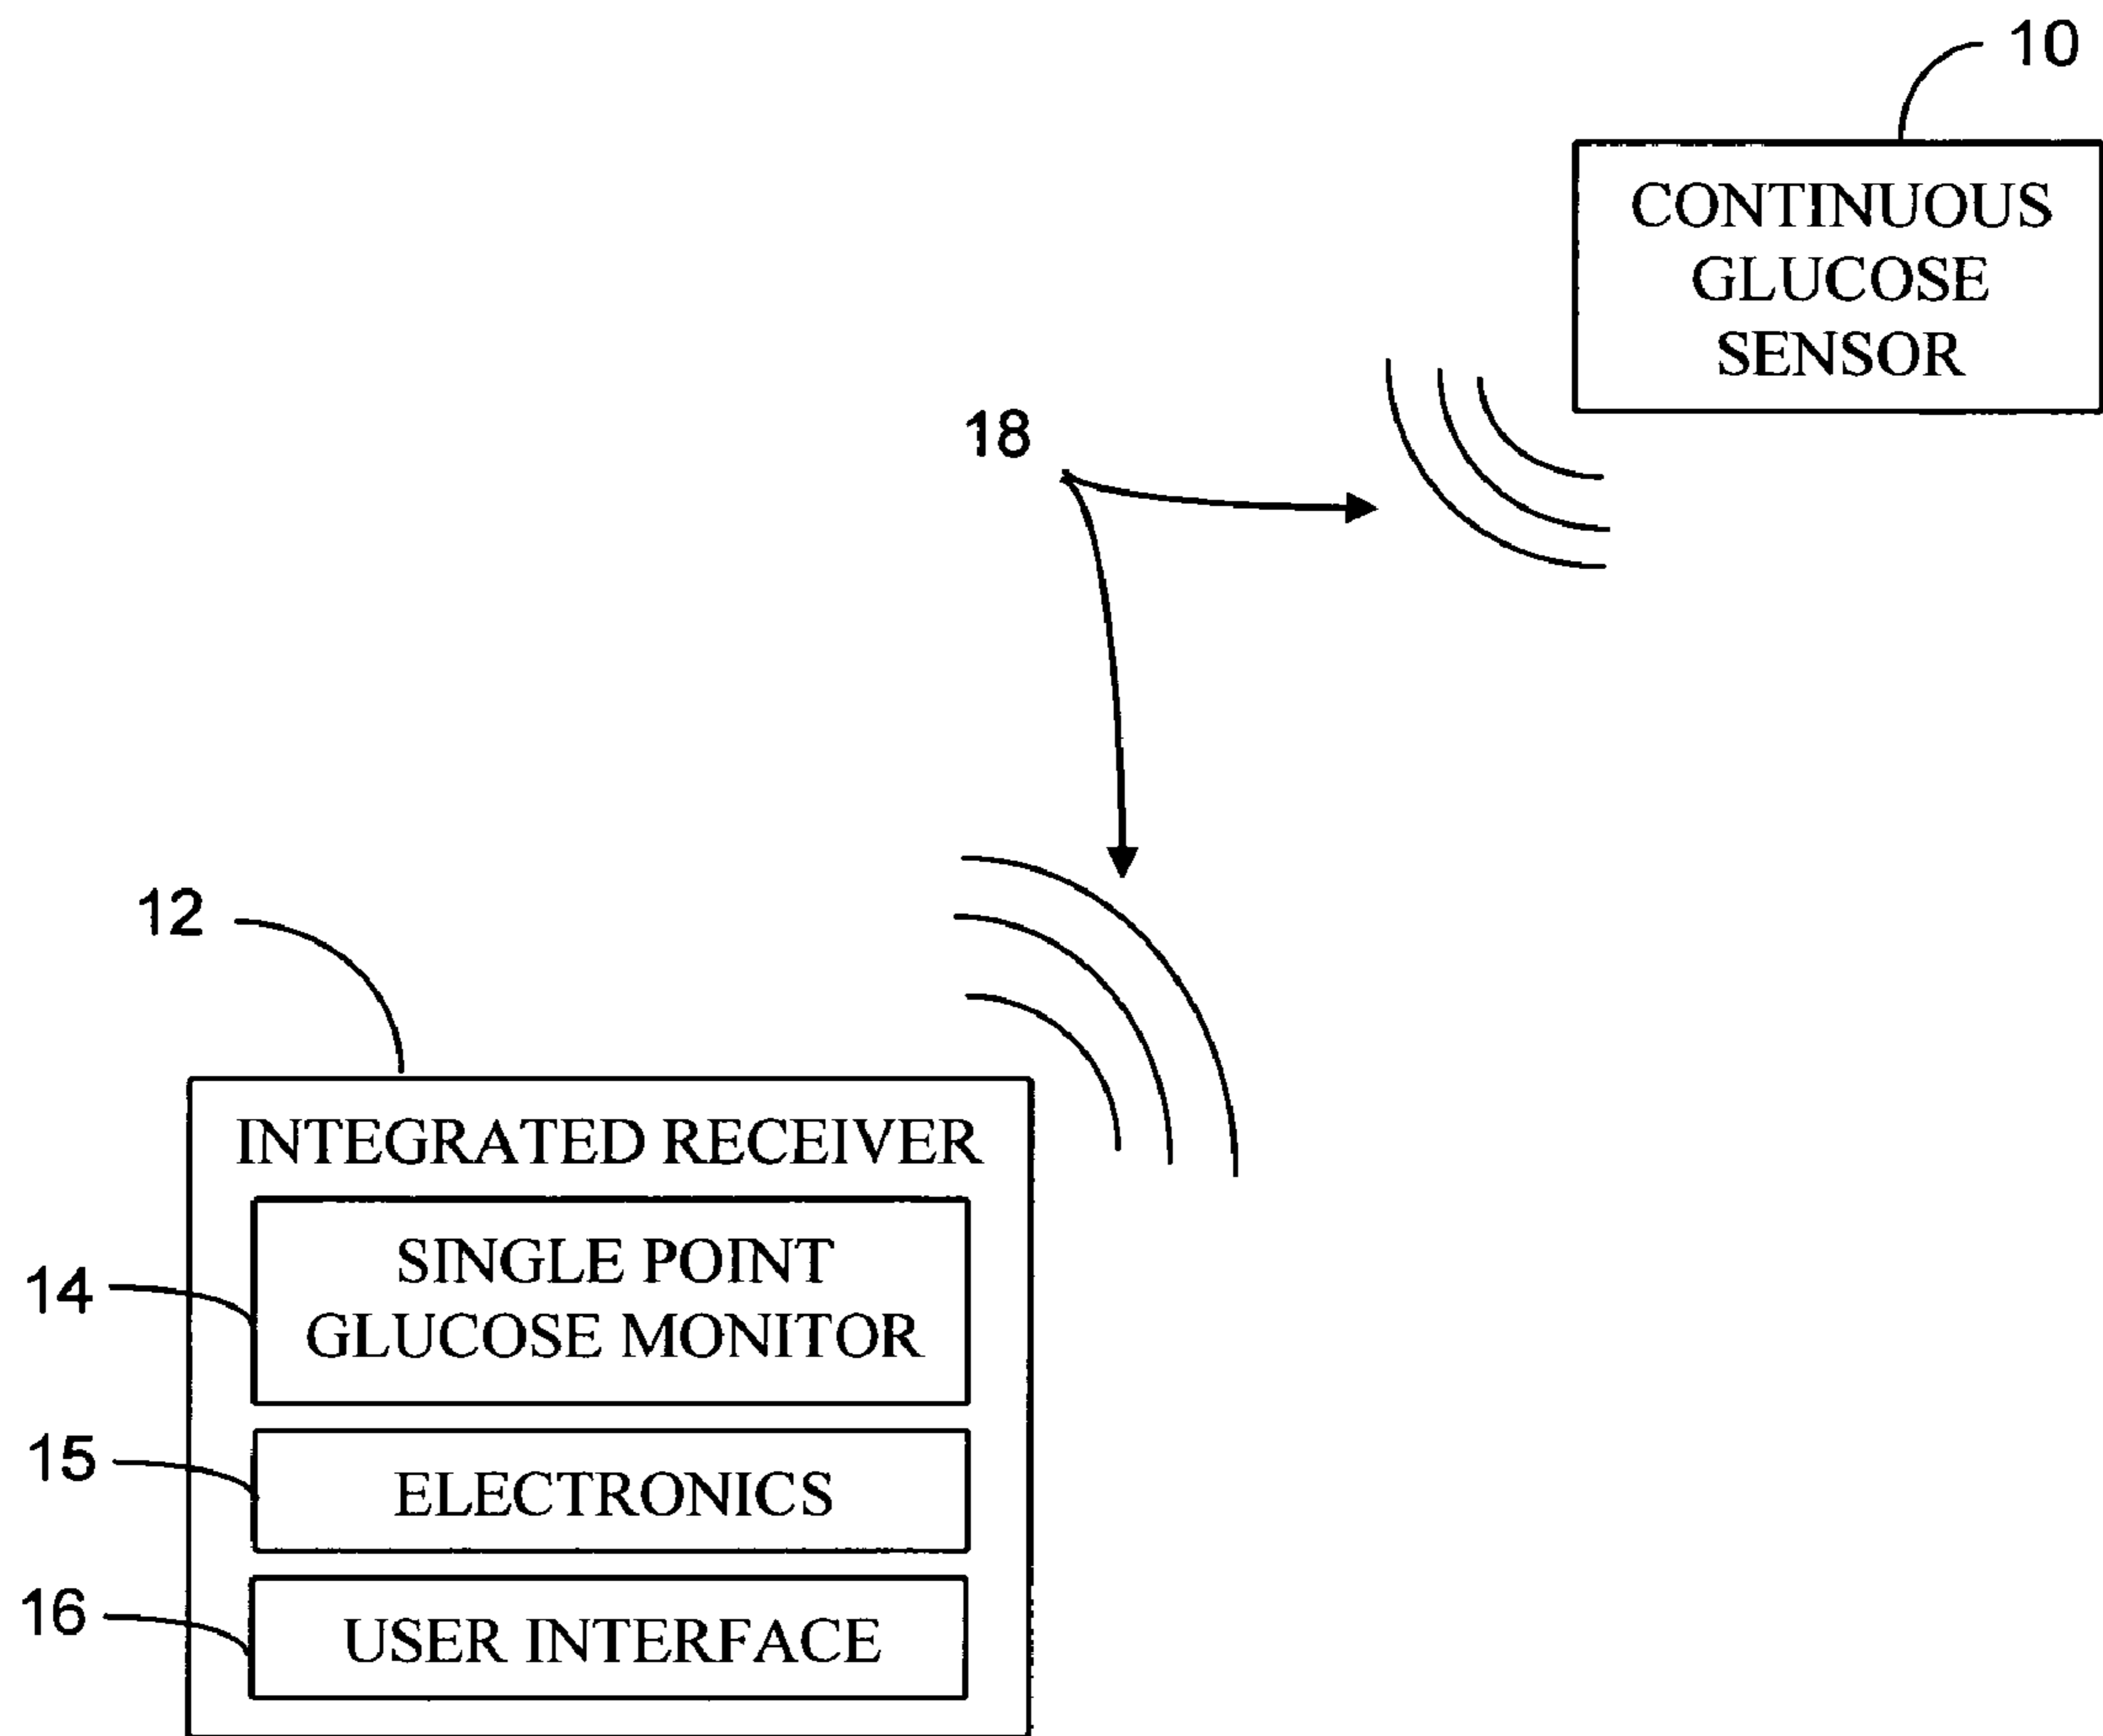 10
CONTINUOUS
GLUCOSE
SENSOR
18
12
INTEGRATED RECEIVER
14
SINGLE POINT
GLUCOSE MONITOR
15
ELECTRONICS
16
USER INTERFACE